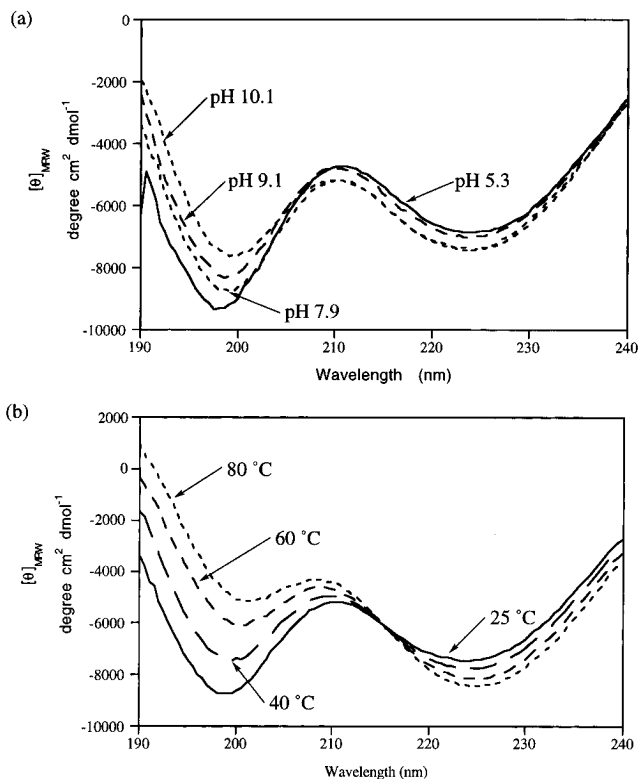 (a)
0
-2000
-4000
-6000
-8000
-10000
[θ]MRW
degree cm² dmol⁻¹
pH 10.1
pH 9.1
pH 5.3
pH 7.9
190 200 210 220 230 240
Wavelength (nm)
(b)
2000
0
-2000
-4000
-6000
-8000
-10000
[θ]MRW
degree cm² dmol⁻¹
80 ˚C
60 ˚C
25 ˚C
40 ˚C
190 200 210 220 230 240
Wavelength (nm)